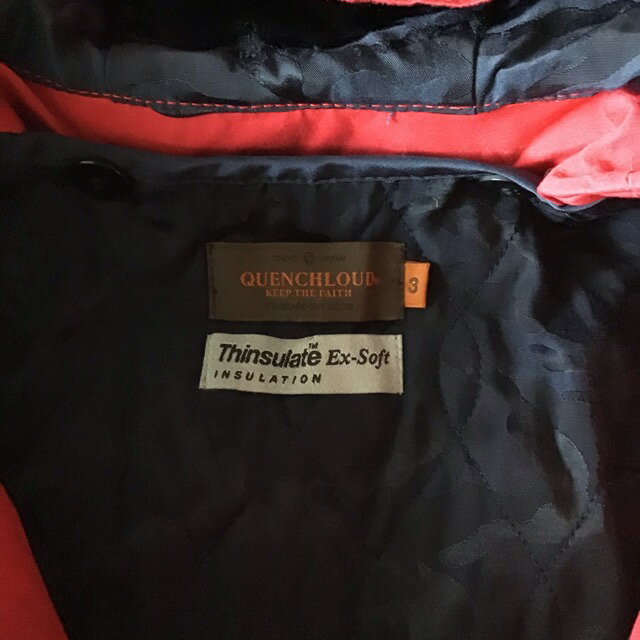 QUENCHLOUD®
3
KEEP THE FAITH
Thinsulate™ Ex-Soft
INSULATION